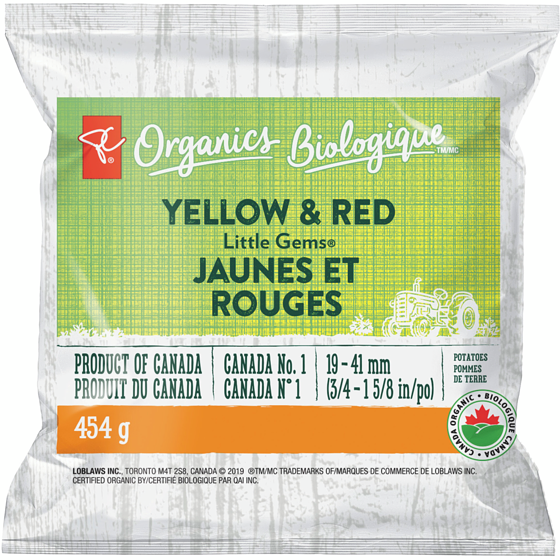 PC®
Organics Biologique TM/MC
YELLOW & RED
Little Gems®
JAUNES ET
ROUGES
PRODUCT OF CANADA
PRODUIT DU CANADA
CANADA No. 1
CANADA N° 1
19 – 41 mm
(3/4 – 1 5/8 in/po)
POTATOES
POMMES
DE TERRE
454 g
CANADA ORGANIC • BIOLOGIQUE CANADA •
LOBLAWS INC., TORONTO M4T 2S8, CANADA © 2019 ®TM/MC TRADEMARKS OF/MARQUES DE COMMERCE DE LOBLAWS INC.
CERTIFIED ORGANIC BY/CERTIFIÉ BIOLOGIQUE PAR QAI INC.